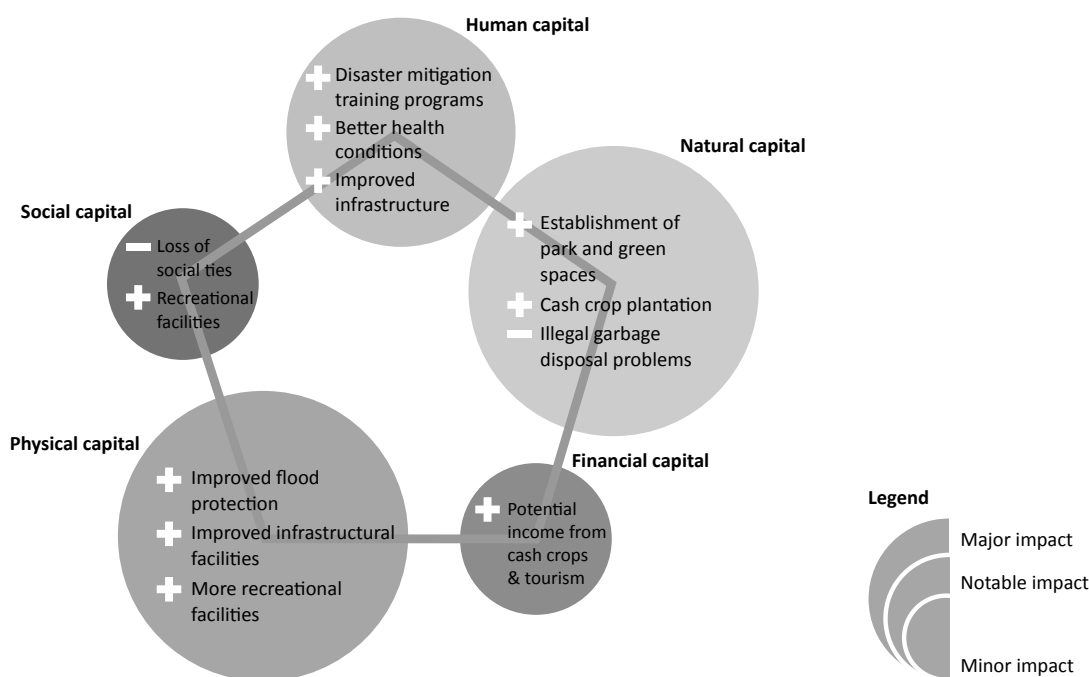 Human capital
Disaster mitigation
training programs
Better health
conditions
Improved
infrastructure
Natural capital
Establishment of
park and green
spaces
Cash crop plantation
Illegal garbage
disposal problems
Social capital
Loss of
social ties
Recreational
facilities
Physical capital
Improved flood
protection
Improved infrastructural
facilities
More recreational
facilities
Financial capital
Potential
income from
cash crops
& tourism
Legend
Major impact
Notable impact
Minor impact